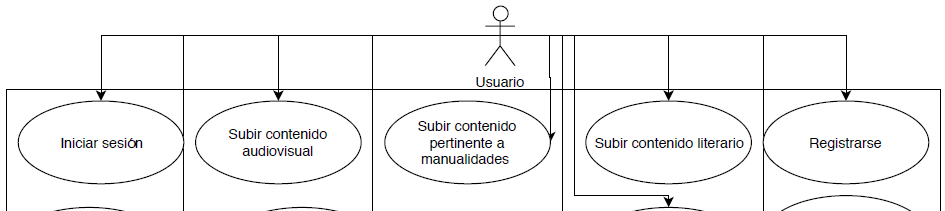 Usuario
Iniciar sesión
Subir contenido
audiovisual
Subir contenido
pertinente a
manualidades
Subir contenido literario
Registrarse